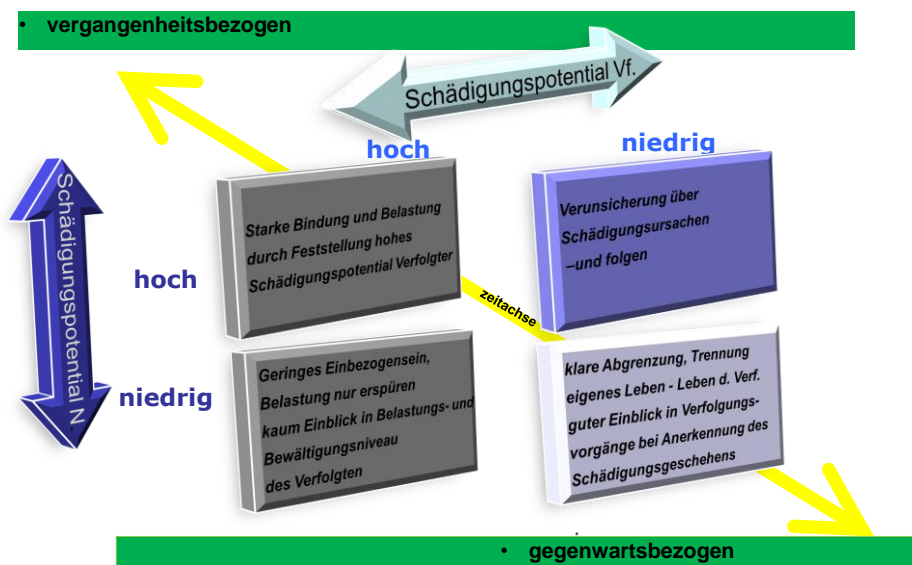 • vergangenheitsbezogen
Schädigungspotential Vf.
hoch
niedrig
Schädigungspotential N.
hoch
Starke Bindung und Belastung
durch Feststellung hohes
Schädigungspotential Verfolgter
Verunsicherung über
Schädigungsursachen
–und folgen
zeitachse
niedrig
Geringes Einbezogensein,
Belastung nur erspüren
kaum Einblick in Belastungs- und
Bewältigungsniveau
des Verfolgten
klare Abgrenzung, Trennung
eigenes Leben - Leben d. Verf.
guter Einblick in Verfolgungs-
vorgänge bei Anerkennung des
Schädigungsgeschehens
• gegenwartsbezogen